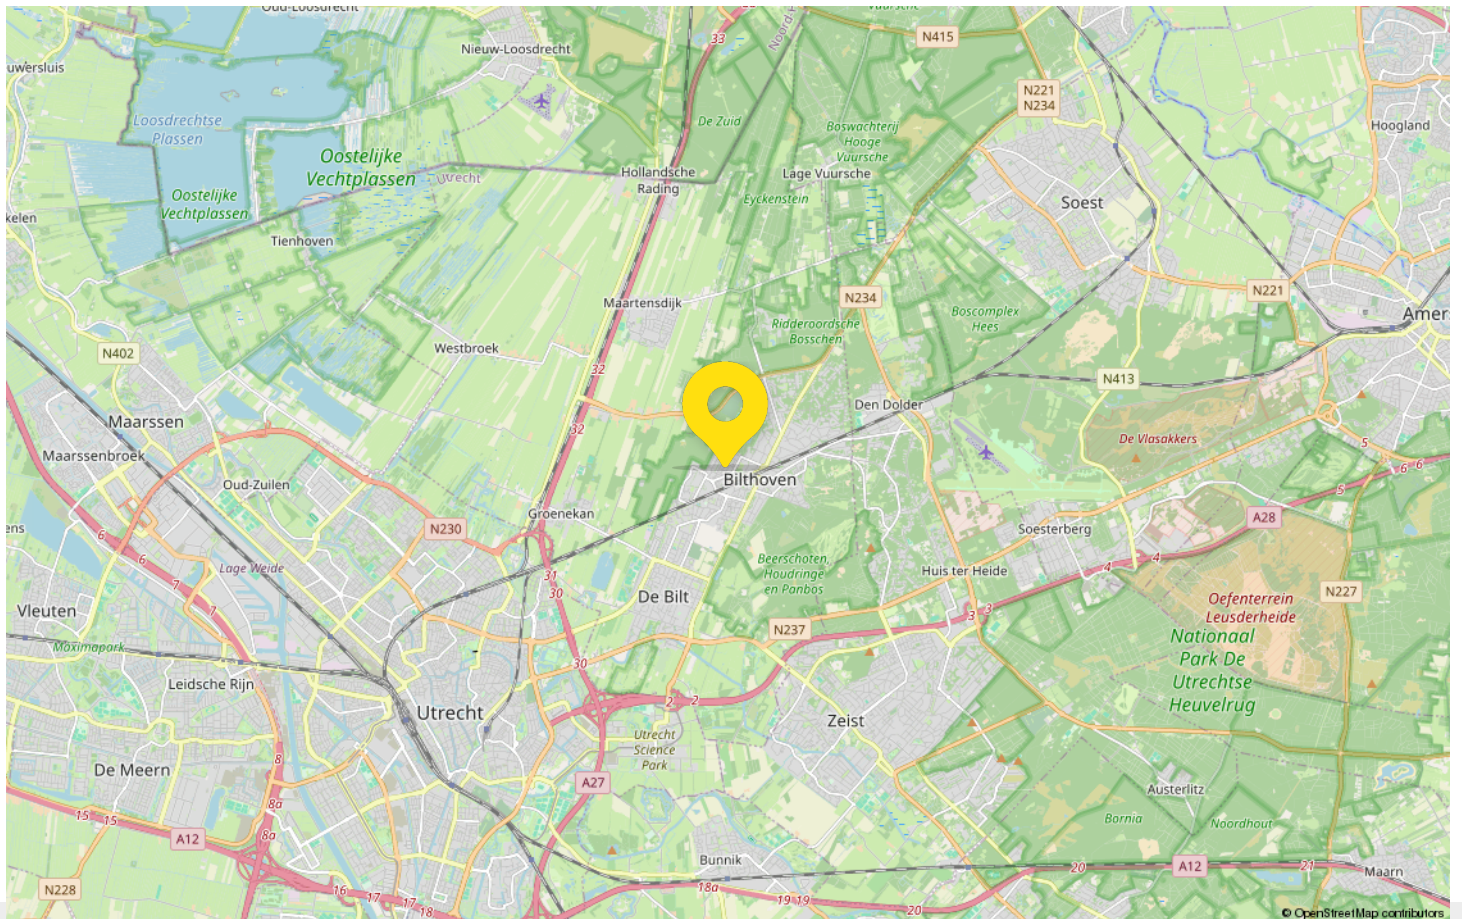 Oud-Loosdrecht
Vuursche
33
Noord-H
N415
Nieuw-Loosdrecht
uwersluis
N221
N234
Loosdrechtse
Plassen
De Zuid
Boswachterij
Hooge
Vuursche
Hoogland
Oostelijke
Vechtplassen
Utrecht
Hollandsche
Rading
Lage Vuursche
Oostelijke
Vechtplassen
Eyckenstein
Soest
kelen
Tienhoven
Maartensdijk
N234
N221
Boscomplex
Hees
Amers
Ridderoordsche
Bosschen
N402
Westbroek
32
N413
Den Dolder
Maarssen
32
De Vlasakkers
5
Maarssenbroek
6
6
Oud-Zuilen
Bilthoven
5
ens
Groenekan
N230
A28
Soesterberg
6
6
Lage Weide
Beerschoten,
Houdringe
en Panbos
4
4
7
31
Huis ter Heide
30
N227
De Bilt
Vleuten
7
Oefenterrein
Leusderheide
3
3
N237
Nationaal
Park De
Utrechtse
Heuvelrug
Máximapark
30
Leidsche Rijn
2
2
Utrecht
Zeist
Utrecht
Science
Park
8
De Meern
A27
Austerlitz
8a
15
15
Bornia
Noordhout
A12
8a
Bunnik
20
A12
21
Maarn
N228
16
17
17
18
18a
19
19
20
© OpenStreetMap contributors